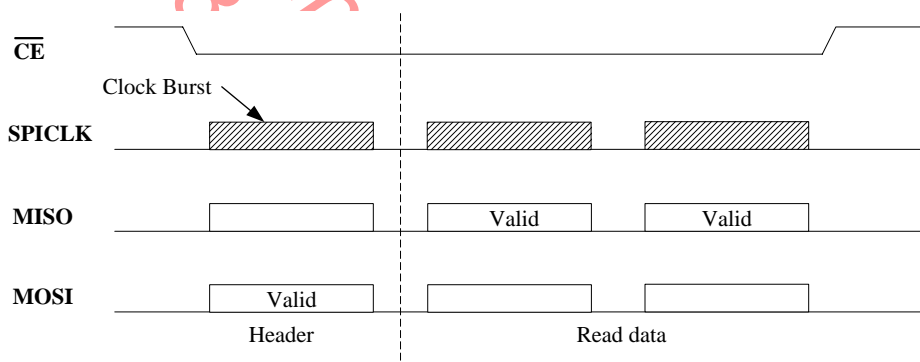 CE
Clock Burst
SPICLK
MISO
Valid Valid
MOSI
Valid
Header Read data